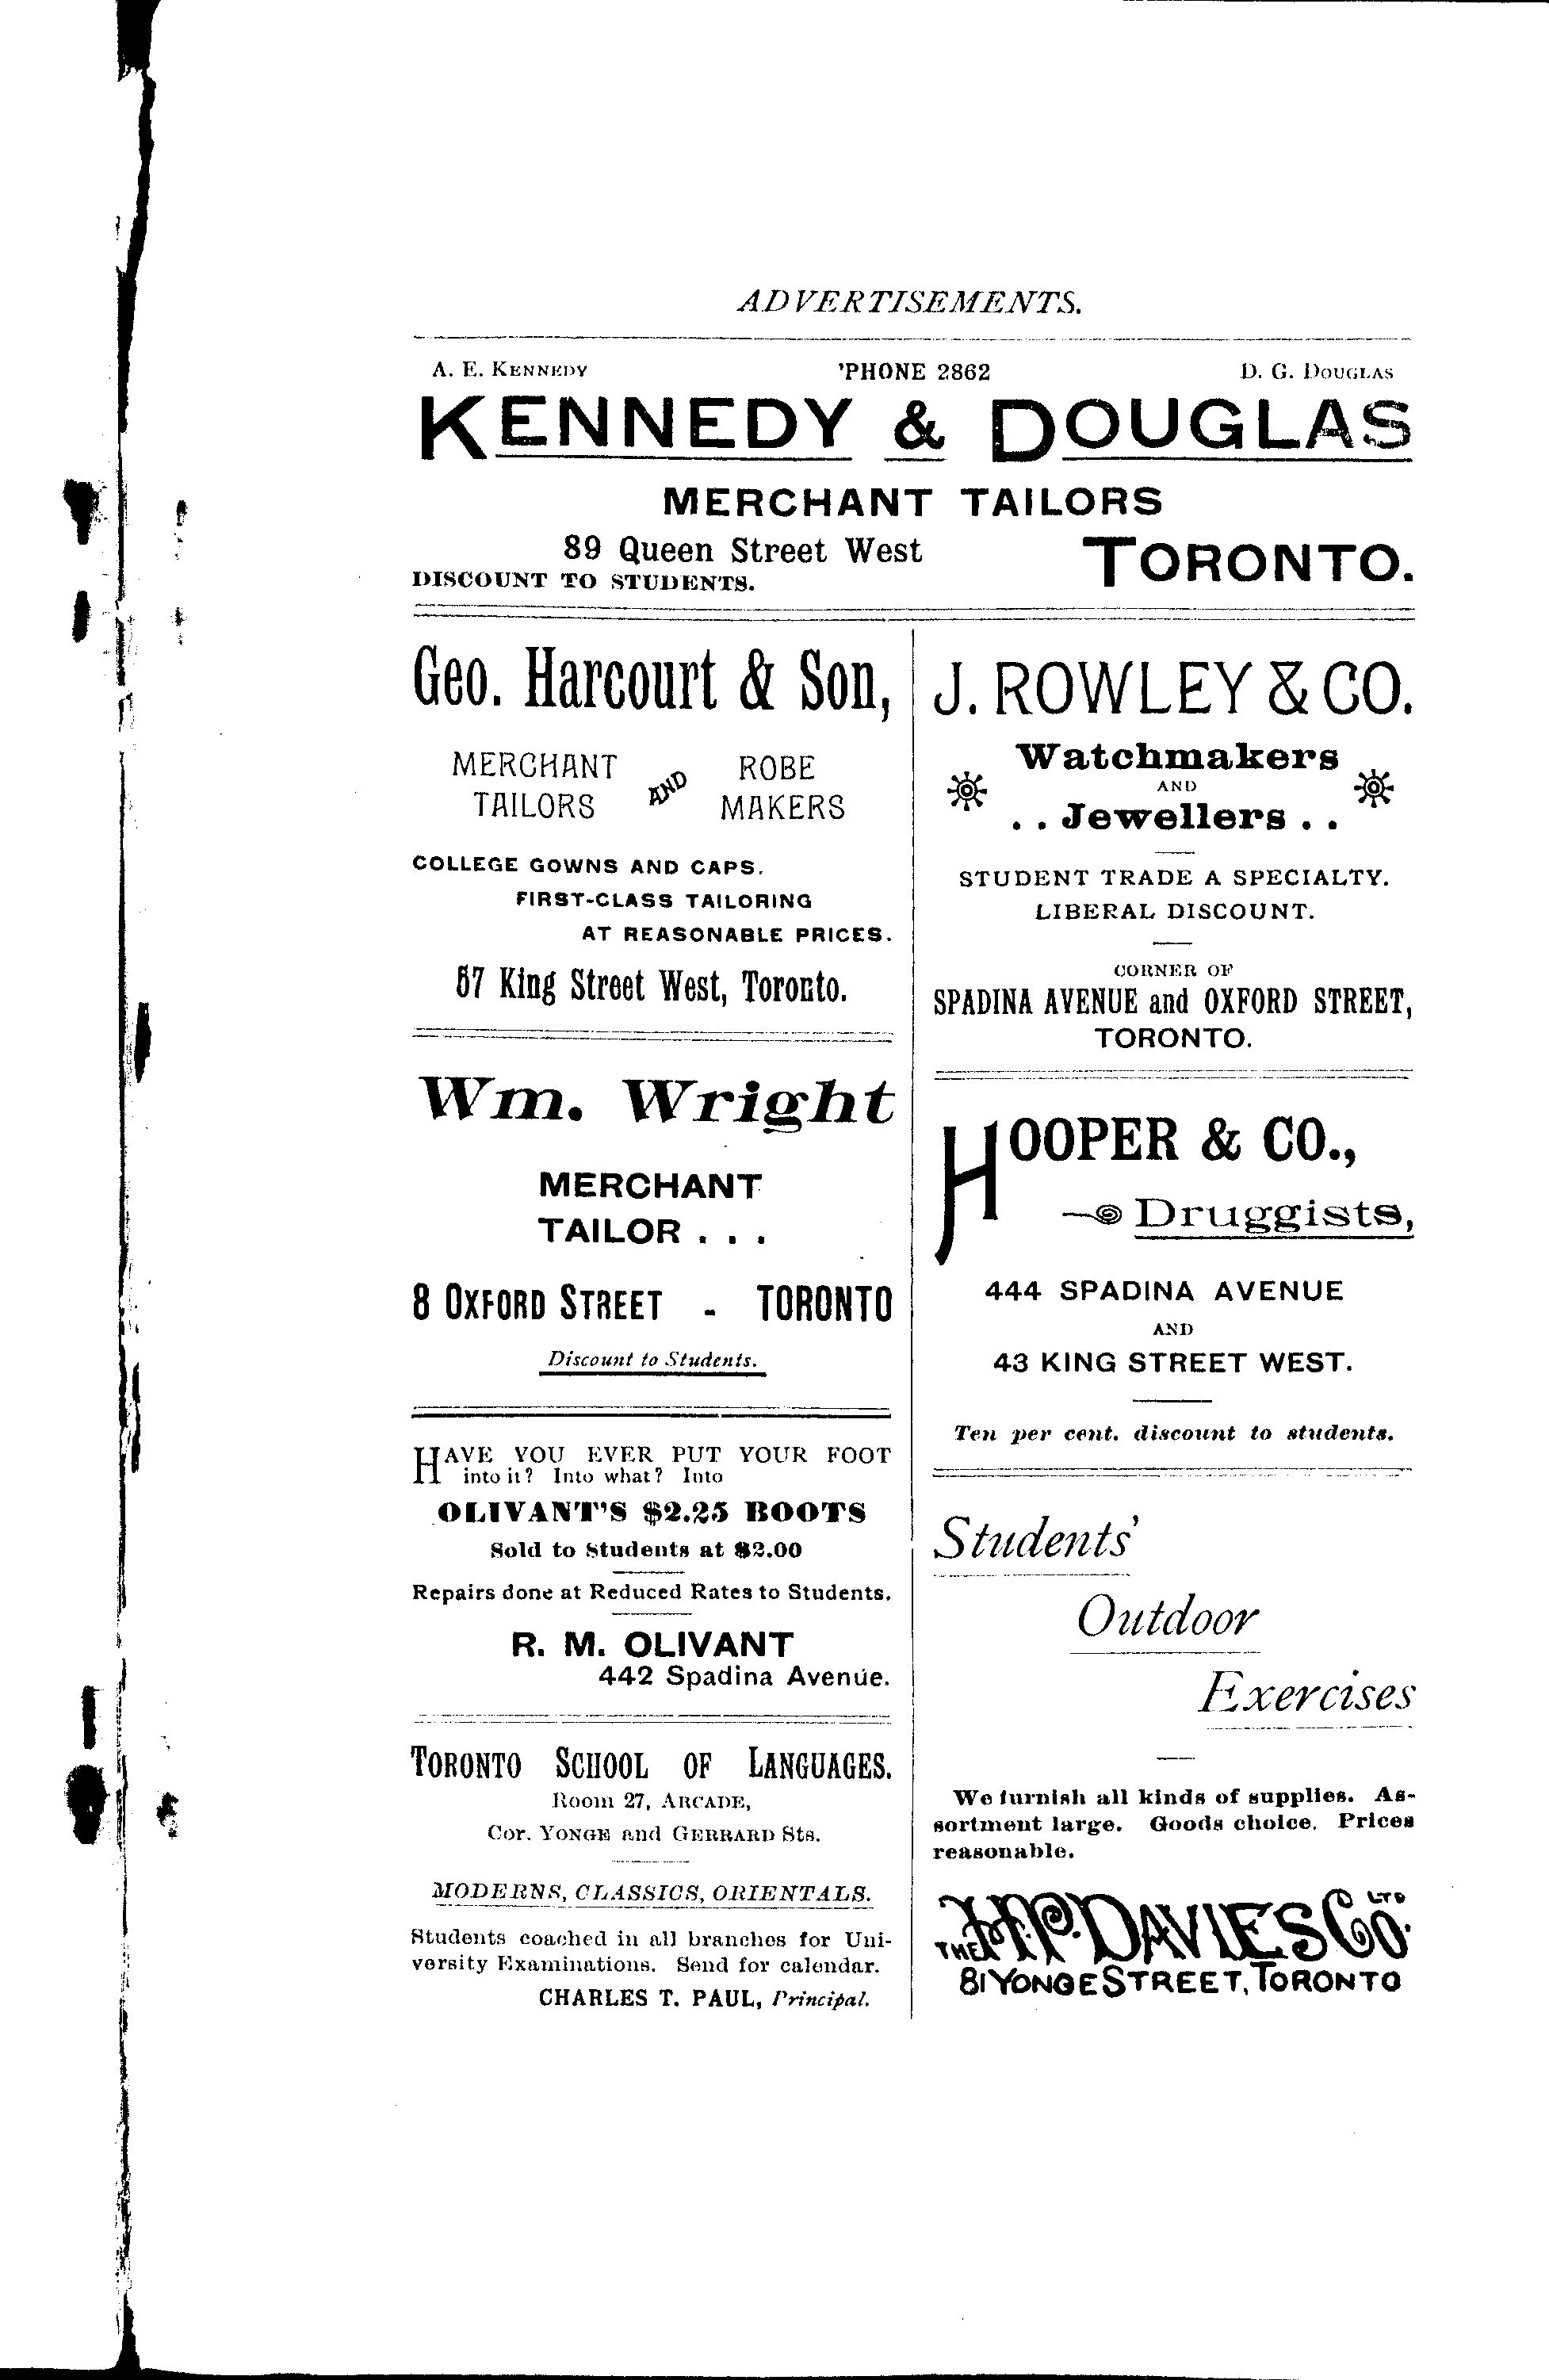 ADVERTISEMENTS.
A. E. KENNEDY 'PHONE 2862 D. G. DOUGLAS
KENNEDY & DOUGLAS
MERCHANT TAILORS
89 Queen Street West TORONTO.
DISCOUNT TO STUDENTS.
Geo. Harcourt & Son,
MERCHANT TAILORS AND ROBE MAKERS
COLLEGE GOWNS AND CAPS.
FIRST-CLASS TAILORING
AT REASONABLE PRICES.
57 King Street West, Toronto.
Wm. Wright
MERCHANT
TAILOR . . .
8 OXFORD STREET - TORONTO
Discount to Students.
HAVE YOU EVER PUT YOUR FOOT
into it? Into what? Into
OLIVANT'S $2.25 BOOTS
Sold to Students at $2.00
Repairs done at Reduced Rates to Students.
R. M. OLIVANT
442 Spadina Avenue.
TORONTO SCHOOL OF LANGUAGES.
Room 27, ARCADE,
Cor. YONGE and GERRARD Sts.
MODERNS, CLASSICS, ORIENTALS.
Students coached in all branches for Uni-
versity Examinations. Send for calendar.
CHARLES T. PAUL, Principal.
J. ROWLEY & CO.
Watchmakers
AND
. . Jewellers . .
STUDENT TRADE A SPECIALTY.
LIBERAL DISCOUNT.
CORNER OF
SPADINA AVENUE and OXFORD STREET,
TORONTO.
HOOPER & CO.,
Druggists,
444 SPADINA AVENUE
AND
43 KING STREET WEST.
Ten per cent. discount to students.
Students'
Outdoor
Exercises
We furnish all kinds of supplies. As-
sortment large. Goods choice. Prices
reasonable.
THE H.P. DAVIES CO. LTD
81 YONGE STREET, TORONTO